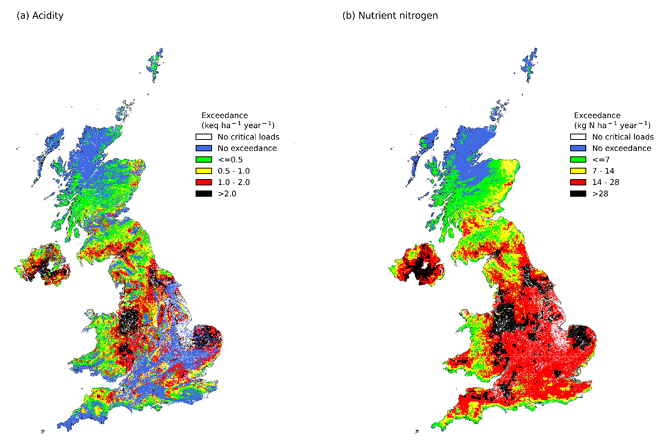 (a) Acidity
(b) Nutrient nitrogen
Exceedance
(keq ha⁻¹ year⁻¹)
No critical loads
No exceedance
<=0.5
0.5 - 1.0
1.0 - 2.0
>2.0
Exceedance
(kg N ha⁻¹ year⁻¹)
No critical loads
No exceedance
<=7
7 - 14
14 - 28
>28